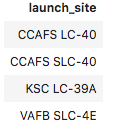 launch_site
CCAFS LC-40
CCAFS SLC-40
KSC LC-39A
VAFB SLC-4E